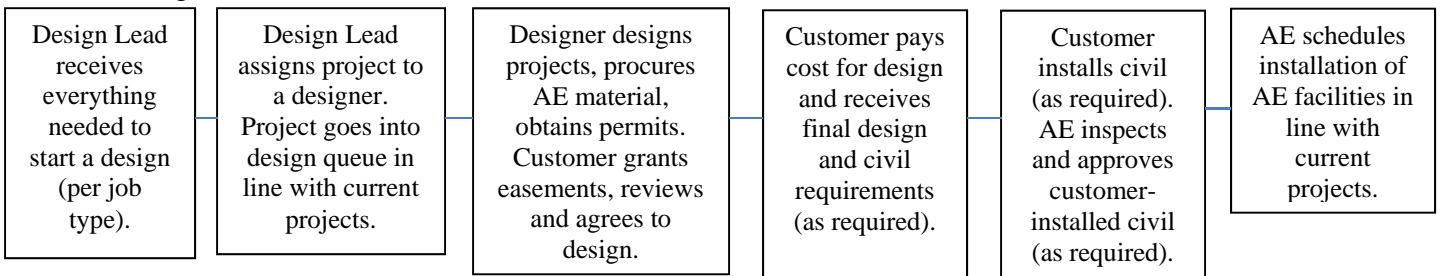 Design Lead
receives
everything
needed to
start a design
(per job
type).
Design Lead
assigns project to
a designer.
Project goes into
design queue in
line with current
projects.
Designer designs
projects, procures
AE material,
obtains permits.
Customer grants
easements, reviews
and agrees to
design.
Customer pays
cost for design
and receives
final design
and civil
requirements
(as required).
Customer
installs civil
(as required).
AE inspects
and approves
customer-
installed civil
(as required).
AE schedules
installation of
AE facilities in
line with
current
projects.